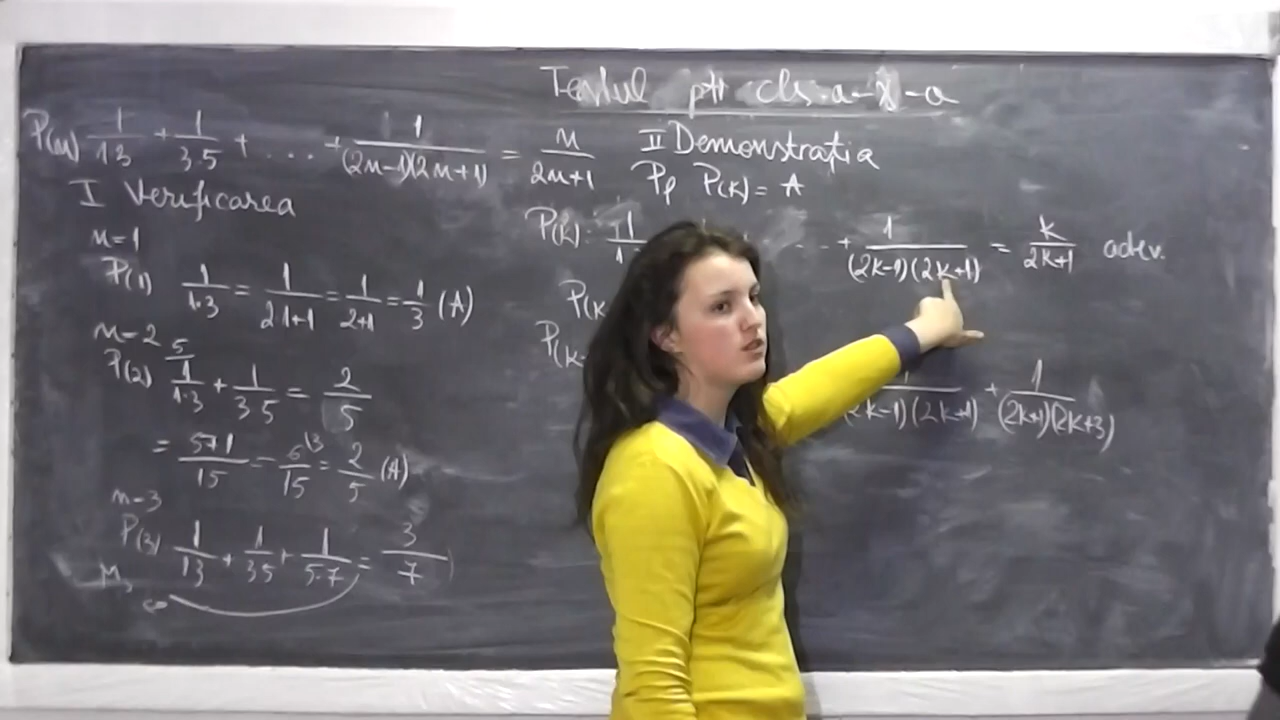 Testul ptr cls. a-X-a
P(n) 1/1·3 + 1/3·5 + . . . + 1/(2n-1)(2n+1) = n/2n+1
I Verificarea
n=1
P(1) 1/1·3 = 1/2·1+1 = 1/2+1 = 1/3 (A)
n=2
P(2) 5/ 1/1·3 + 1/3·5 = 2/5
= 5+1/15 = 6/15 (3 = 2/5 (A)
n=3
P(3) 1/1·3 + 1/3·5 + 1/5·7 = 3/7
II Demonstratia
Pp P(k) = A
P(k): 1/1 ... + 1/(2k-1)(2k+1) = k/2k+1 adev.
P(k
P(k
1/(2k-1)(2k+1) + 1/(2k+1)(2k+3)